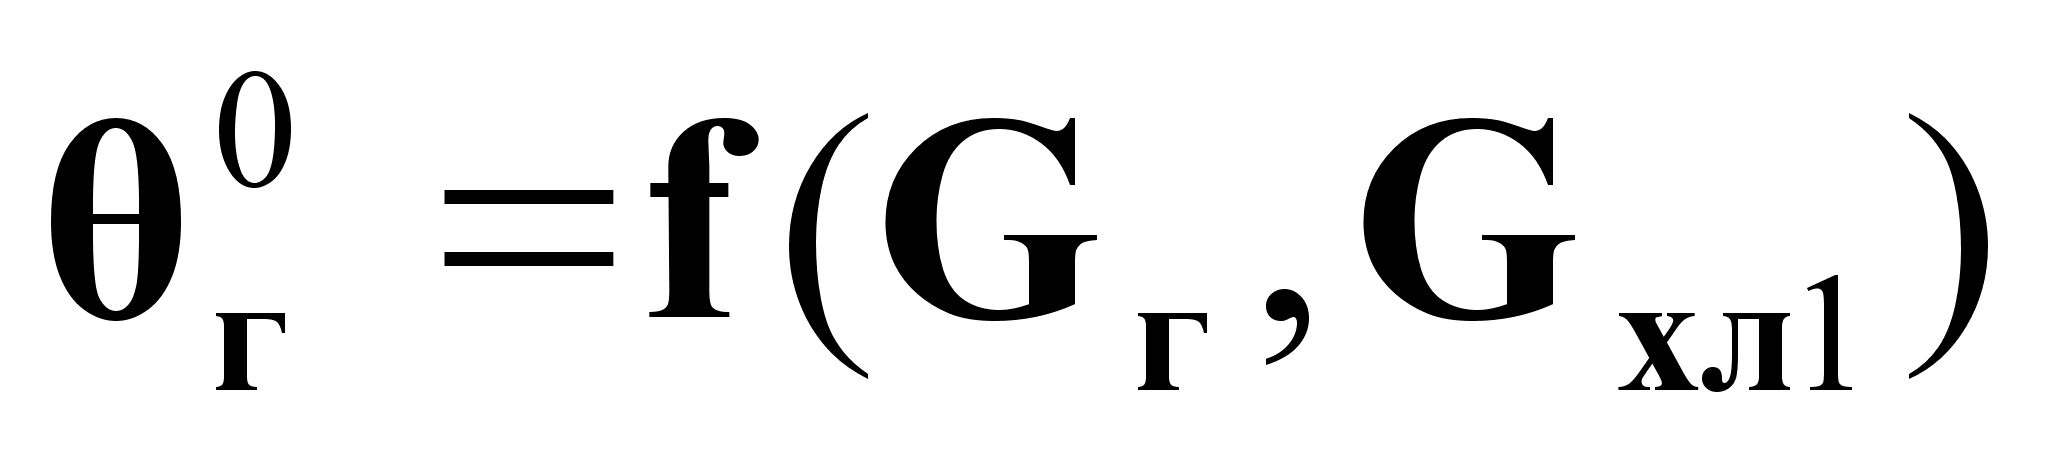 θ⁰г = f(Gг, Gхл1)